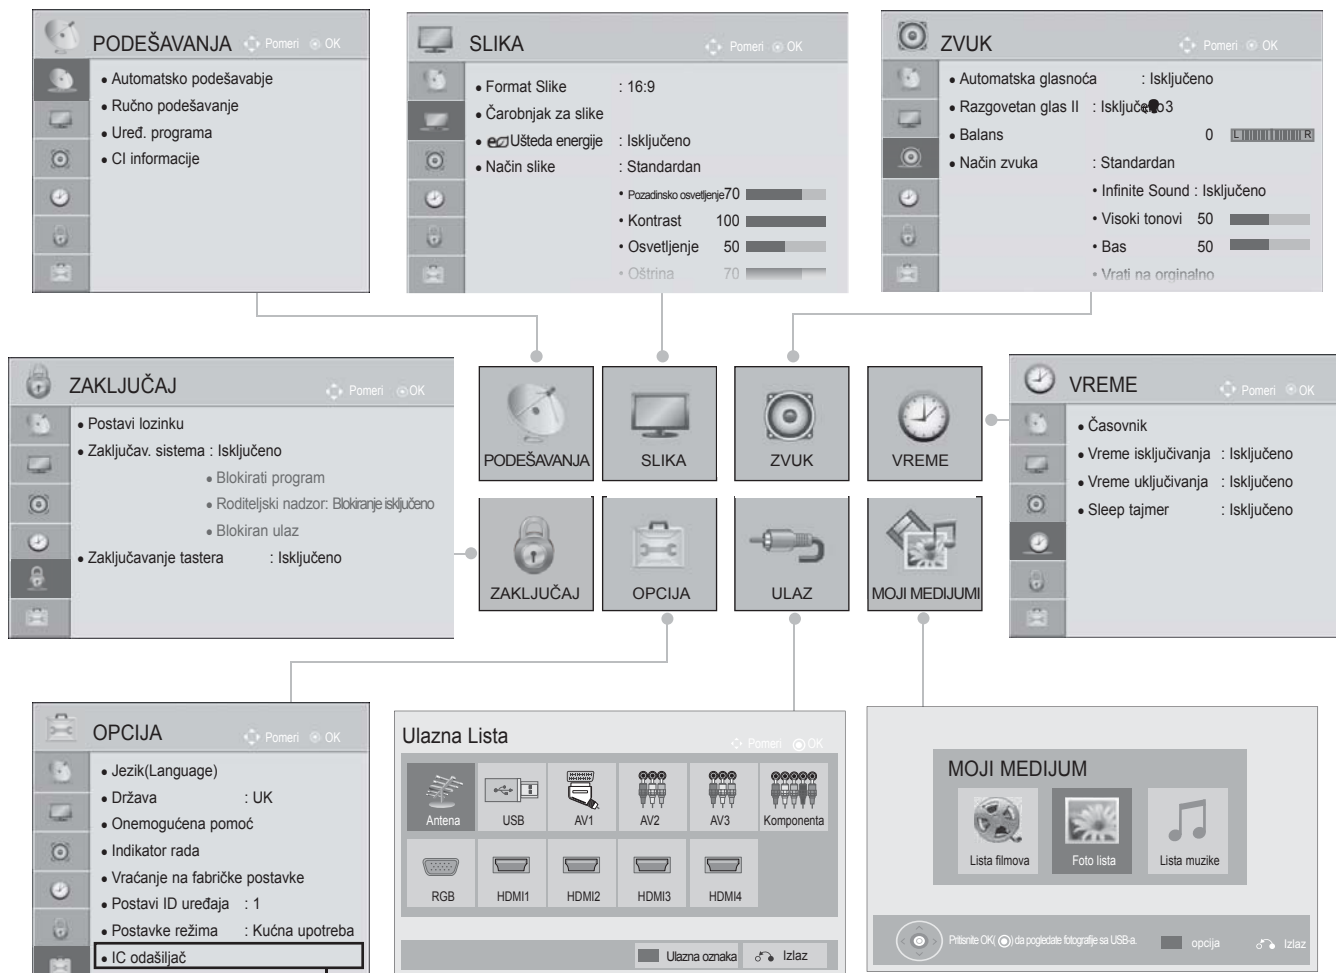 PODEŠAVANJA Pomeri OK
• Automatsko podešavabje
• Ručno podešavanje
• Uređ. programa
• CI informacije
SLIKA Pomeri OK
• Format Slike : 16:9
• Čarobnjak za slike
• Ušteda energije : Isključeno
• Način slike : Standardan
• Pozadinsko osvetljenje 70
• Kontrast 100
• Osvetljenje 50
• Oštrina 70
ZVUK Pomeri OK
• Automatska glasnoća : Isključeno
• Razgovetan glas II : Isključeno 3
• Balans 0 L R
• Način zvuka : Standardan
• Infinite Sound : Isključeno
• Visoki tonovi 50
• Bas 50
• Vrati na orginalno
ZAKLJUČAJ Pomeri OK
• Postavi lozinku
• Zaključav. sistema : Isključeno
• Blokirati program
• Roditeljski nadzor: Blokiranje isključeno
• Blokiran ulaz
• Zaključavanje tastera : Isključeno
PODEŠAVANJA SLIKA ZVUK VREME
ZAKLJUČAJ OPCIJA ULAZ MOJI MEDIJUMI
VREME Pomeri OK
• Časovnik
• Vreme isključivanja : Isključeno
• Vreme uključivanja : Isključeno
• Sleep tajmer : Isključeno
OPCIJA Pomeri OK
• Jezik(Language)
• Država : UK
• Onemogućena pomoć
• Indikator rada
• Vraćanje na fabričke postavke
• Postavi ID uređaja : 1
• Postavke režima : Kućna upotreba
• IC odašiljač
Ulazna Lista Pomeri OK
Antena USB AV1 AV2 AV3 Komponenta
RGB HDMI1 HDMI2 HDMI3 HDMI4
Ulazna oznaka Izlaz
MOJI MEDIJUM
Lista filmova Foto lista Lista muzike
Pritisnite OK( ) da pogledate fotografije sa USB-a. opcija Izlaz